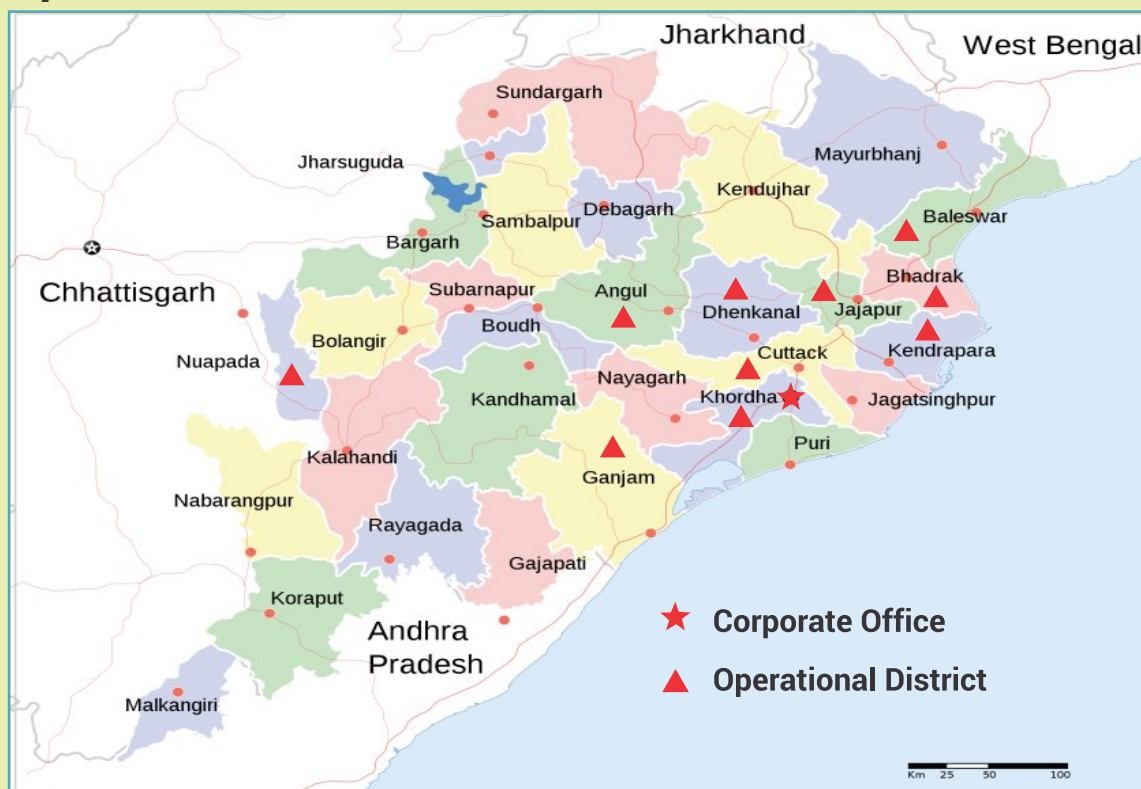 Jharkhand
West Bengal
Sundargarh
Jharsuguda
Mayurbhanj
Kendujhar
Debagarh
Sambalpur
Baleswar
Bargarh
Bhadrak
Chhattisgarh
Subarnapur
Angul
Dhenkanal
Jajapur
Boudh
Bolangir
Cuttack
Kendrapara
Nuapada
Nayagarh
Khordha
Kandhamal
Jagatsinghpur
Puri
Kalahandi
Ganjam
Nabarangpur
Rayagada
Gajapati
Koraput
Andhra
Pradesh
Corporate Office
Operational District
Malkangiri
Km 25 50 100